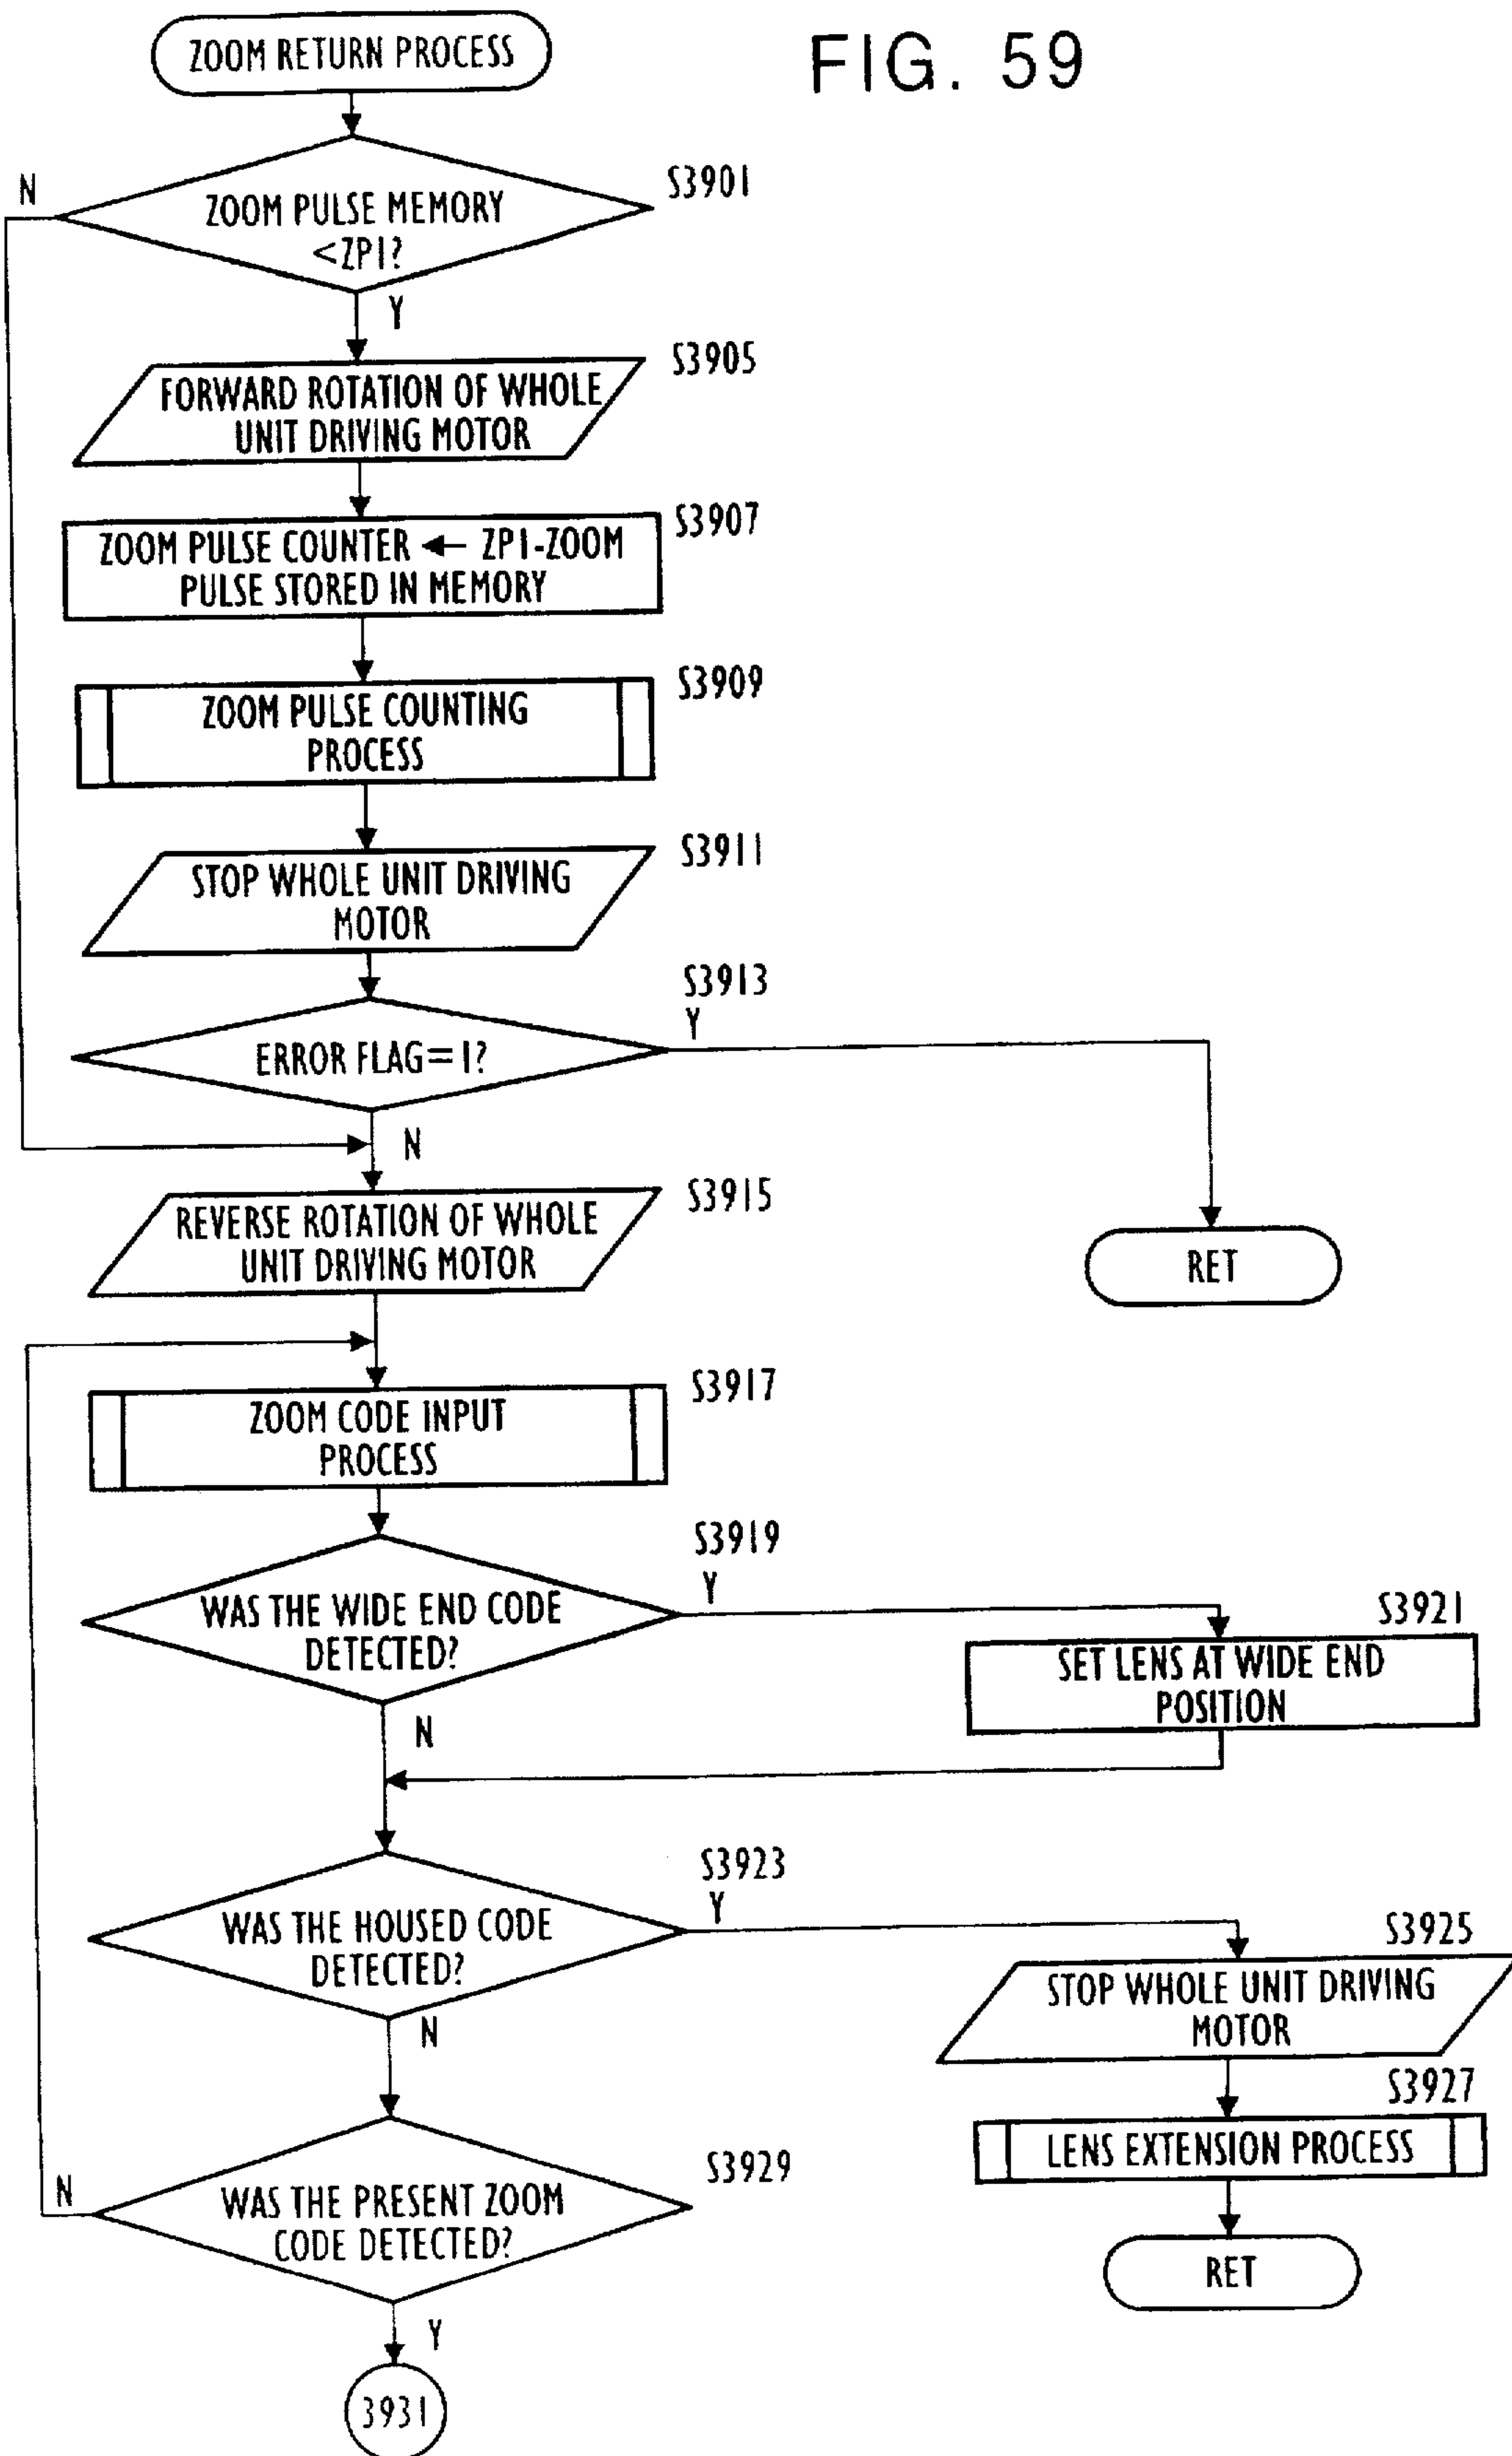 ZOOM RETURN PROCESS
FIG. 59
N
S3901
ZOOM PULSE MEMORY
<ZP1?
Y
S3905
FORWARD ROTATION OF WHOLE
UNIT DRIVING MOTOR
S3907
ZOOM PULSE COUNTER ← ZP1-ZOOM
PULSE STORED IN MEMORY
S3909
ZOOM PULSE COUNTING
PROCESS
S3911
STOP WHOLE UNIT DRIVING
MOTOR
S3913
Y
ERROR FLAG=1?
N
S3915
REVERSE ROTATION OF WHOLE
UNIT DRIVING MOTOR
RET
S3917
ZOOM CODE INPUT
PROCESS
S3919
Y
WAS THE WIDE END CODE
DETECTED?
S3921
SET LENS AT WIDE END
POSITION
N
S3923
Y
WAS THE HOUSED CODE
DETECTED?
S3925
STOP WHOLE UNIT DRIVING
MOTOR
N
S3927
LENS EXTENSION PROCESS
S3929
N
WAS THE PRESENT ZOOM
CODE DETECTED?
RET
Y
3931